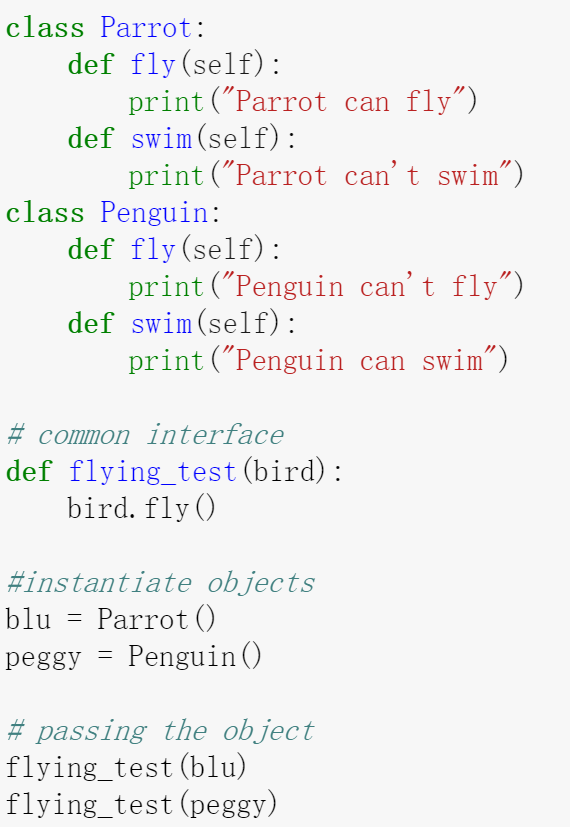 class Parrot:
    def fly(self):
        print("Parrot can fly")
    def swim(self):
        print("Parrot can't swim")
class Penguin:
    def fly(self):
        print("Penguin can't fly")
    def swim(self):
        print("Penguin can swim")

# common interface
def flying_test(bird):
    bird.fly()

#instantiate objects
blu = Parrot()
peggy = Penguin()

# passing the object
flying_test(blu)
flying_test(peggy)